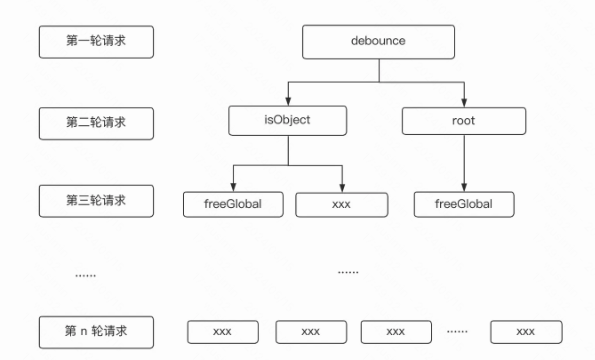 第一轮请求
debounce
第二轮请求
isObject
root
第三轮请求
freeGlobal
xxx
freeGlobal
......
......
第 n 轮请求
xxx
xxx
xxx
......
xxx